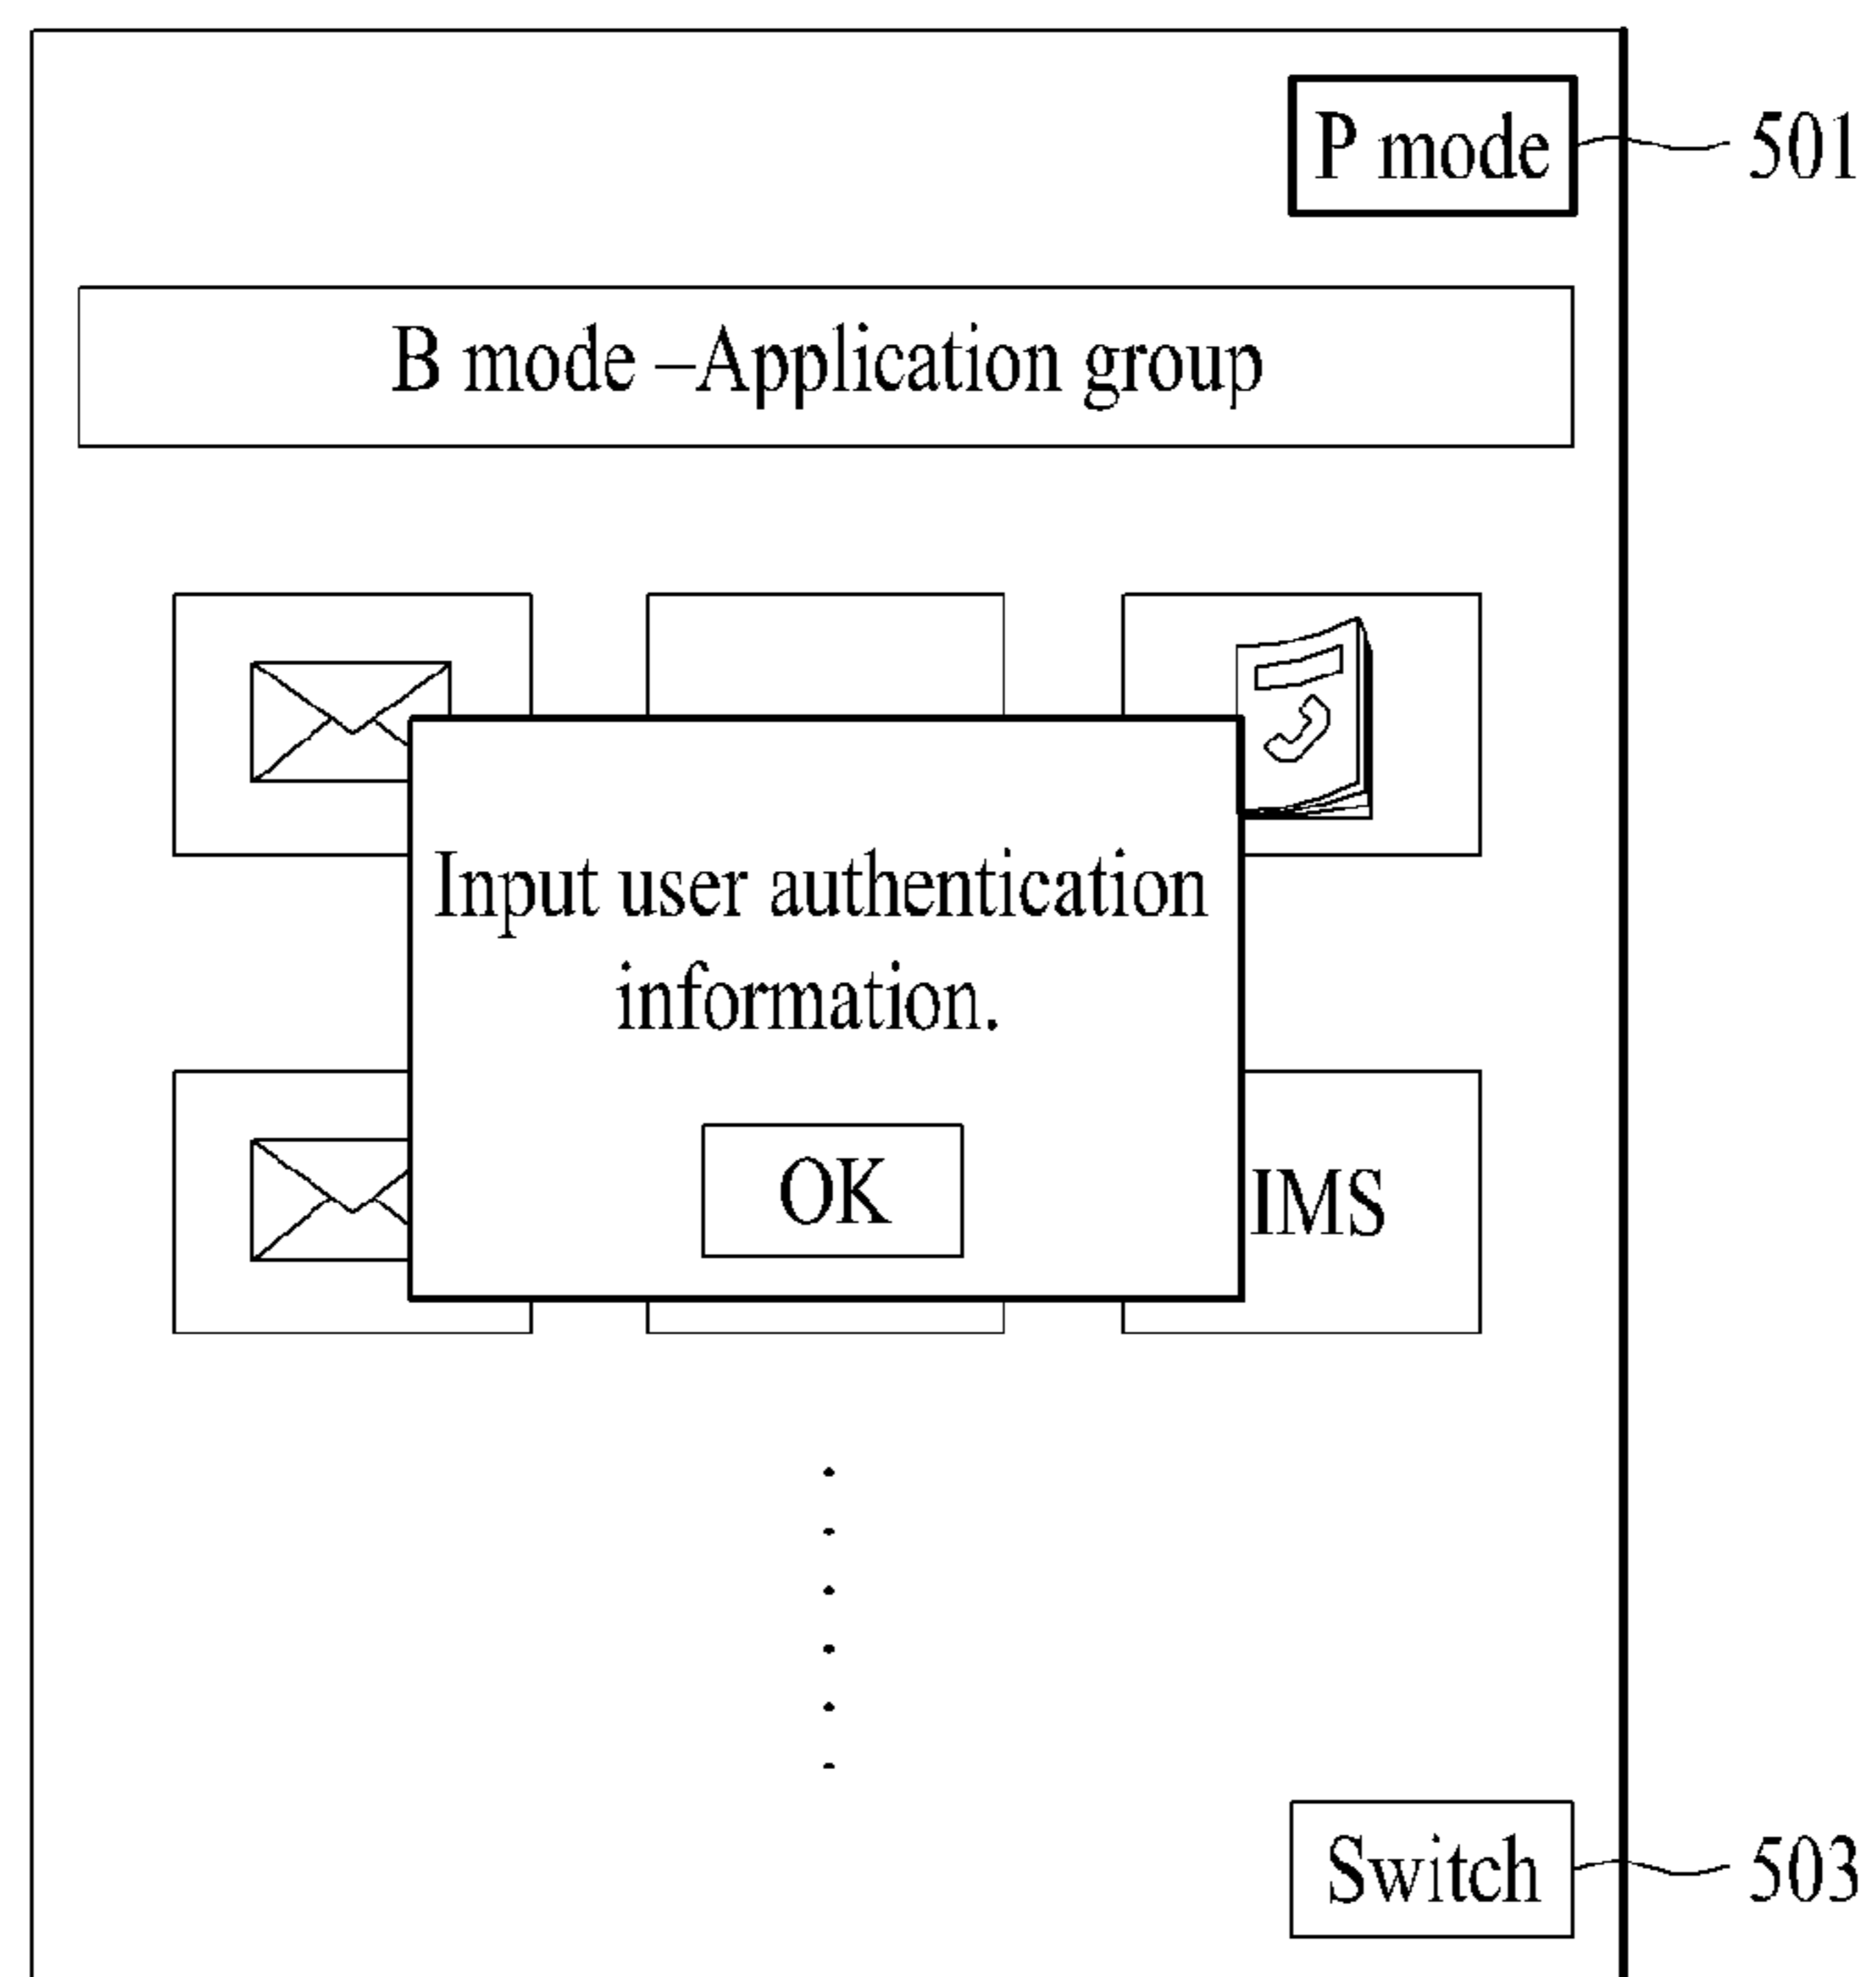 P mode
501
B mode –Application group
Input user authentication
information.
OK
IMS
Switch
503